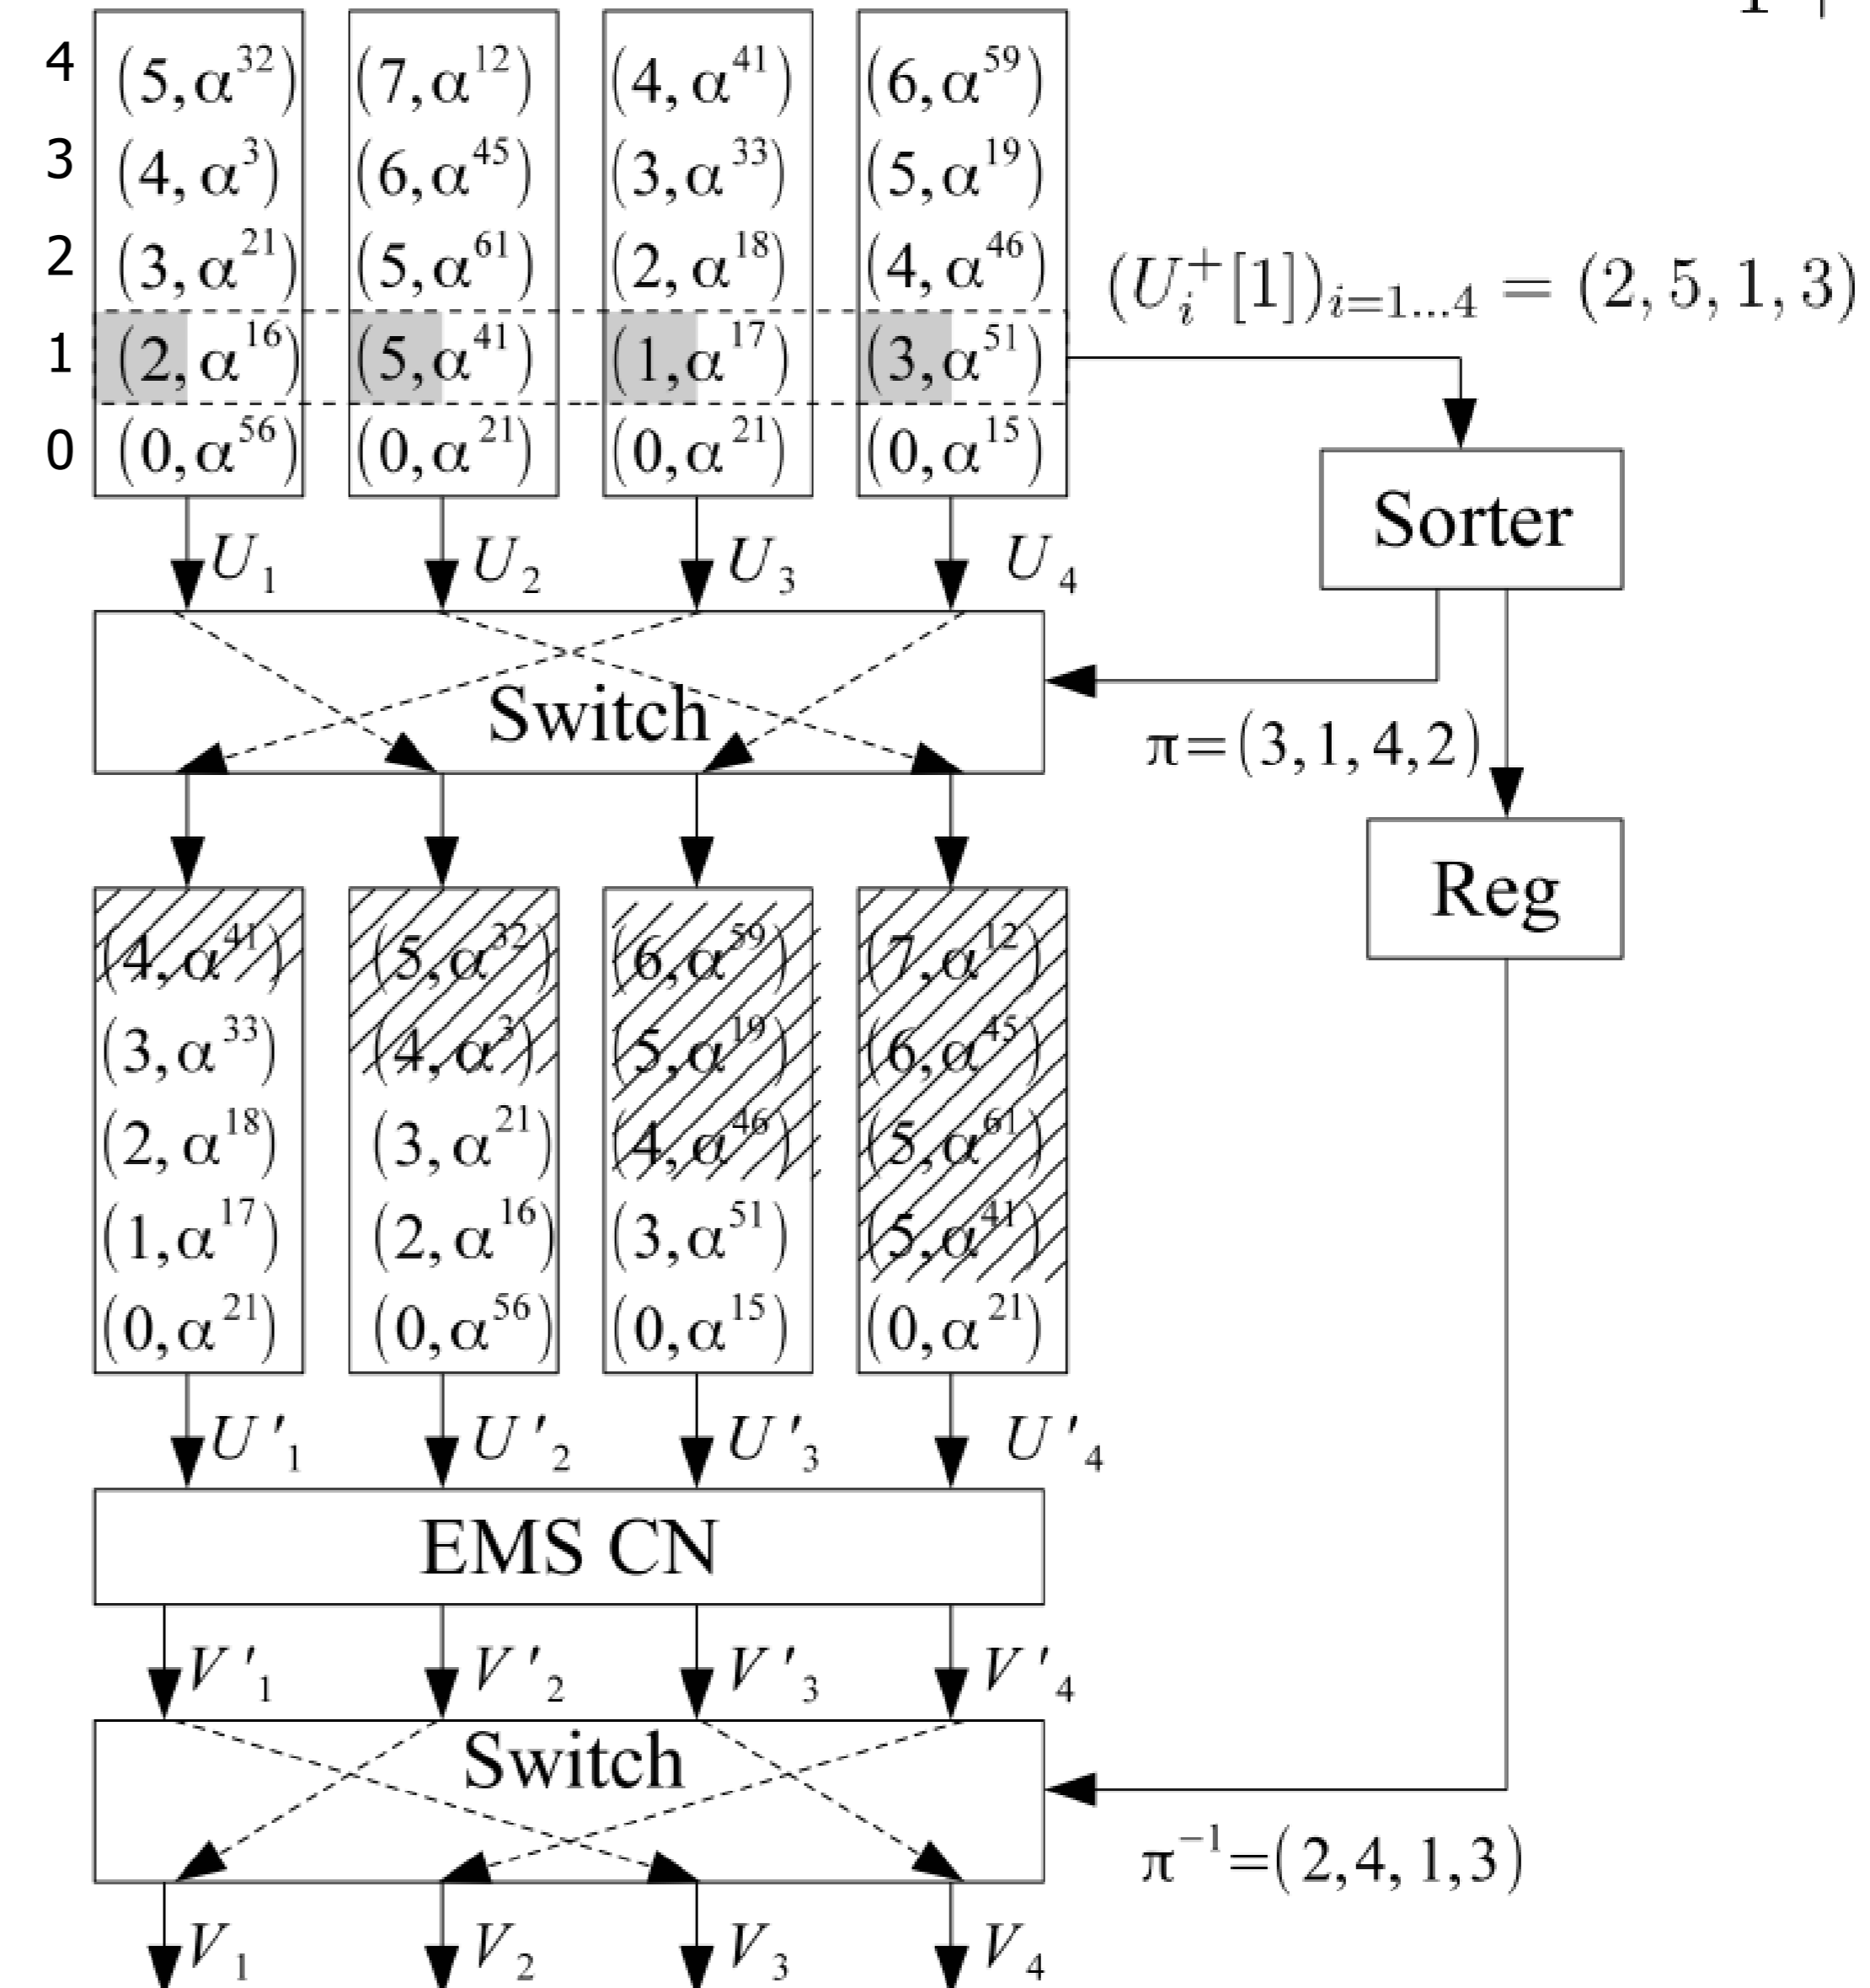 4 (5,α^32) (7,α^12) (4,α^41) (6,α^59)
3 (4,α^3) (6,α^45) (3,α^33) (5,α^19)
2 (3,α^21) (5,α^61) (2,α^18) (4,α^46)
(U_i^+[1])_{i=1...4} = (2, 5, 1, 3)
1 (2,α^16) (5,α^41) (1,α^17) (3,α^51)
0 (0,α^56) (0,α^21) (0,α^21) (0,α^15)
Sorter
U_1 U_2 U_3 U_4
Switch
π=(3,1,4,2)
Reg
(4,α^41) (5,α^32) (6,α^59) (7,α^12)
(3,α^33) (4,α^3) (5,α^19) (6,α^45)
(2,α^18) (3,α^21) (4,α^46) (5,α^61)
(1,α^17) (2,α^16) (3,α^51) (5,α^41)
(0,α^21) (0,α^56) (0,α^15) (0,α^21)
U'_1 U'_2 U'_3 U'_4
EMS CN
V'_1 V'_2 V'_3 V'_4
Switch
π^−1=(2,4,1,3)
V_1 V_2 V_3 V_4